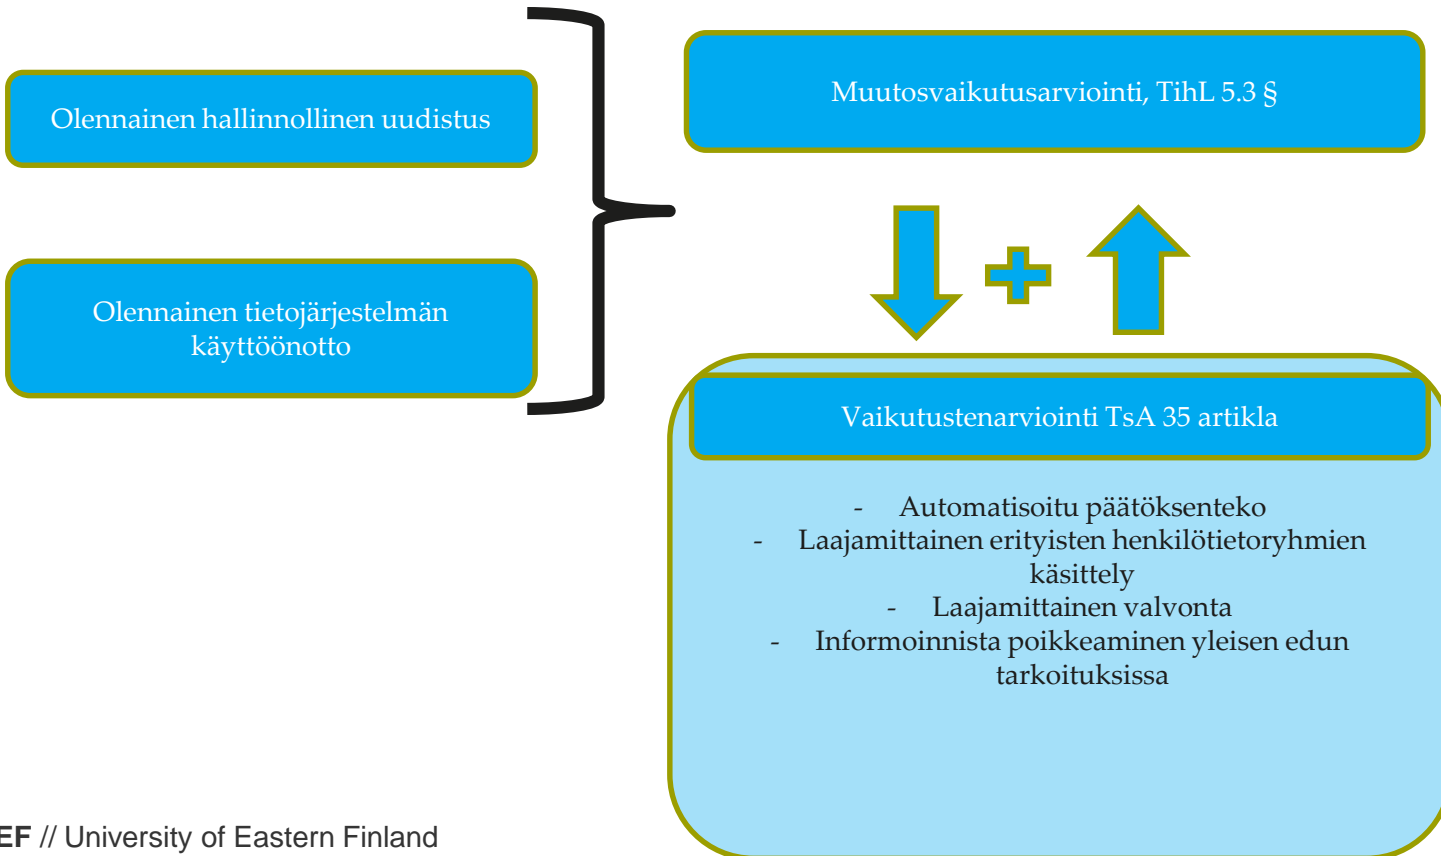 Olennainen hallinnollinen uudistus
Olennainen tietojärjestelmän
käyttöönotto
Muutosvaikutusarviointi, TihL 5.3 §
Vaikutustenarviointi TsA 35 artikla
- Automatisoitu päätöksenteko
- Laajamittainen erityisten henkilötietoryhmien
käsittely
- Laajamittainen valvonta
- Informoinnista poikkeaminen yleisen edun
tarkoituksissa
EF // University of Eastern Finland